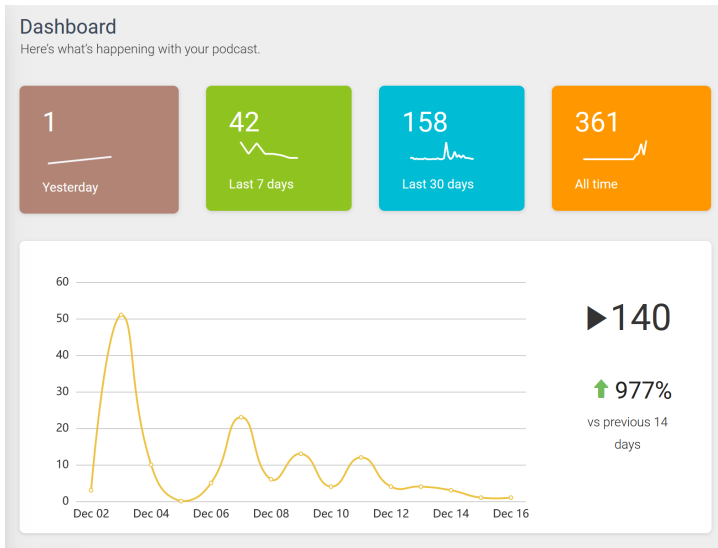 Dashboard
Here's what's happening with your podcast.
1
Yesterday
42
Last 7 days
158
Last 30 days
361
All time
60
50
40
30
20
10
0
Dec 02 Dec 04 Dec 06 Dec 08 Dec 10 Dec 12 Dec 14 Dec 16
140
977%
vs previous 14
days